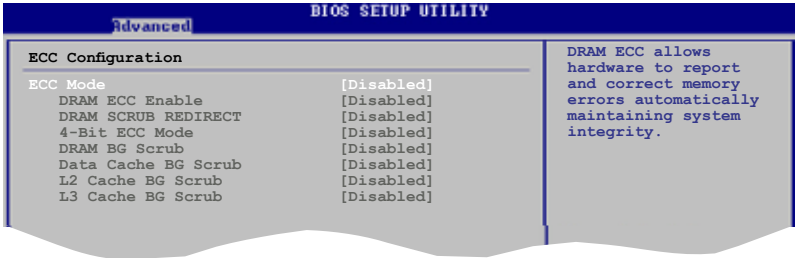 BIOS SETUP UTILITY
Advanced
ECC Configuration
ECC Mode [Disabled]
DRAM ECC Enable [Disabled]
DRAM SCRUB REDIRECT [Disabled]
4-Bit ECC Mode [Disabled]
DRAM BG Scrub [Disabled]
Data Cache BG Scrub [Disabled]
L2 Cache BG Scrub [Disabled]
L3 Cache BG Scrub [Disabled]
DRAM ECC allows
hardware to report
and correct memory
errors automatically
maintaining system
integrity.